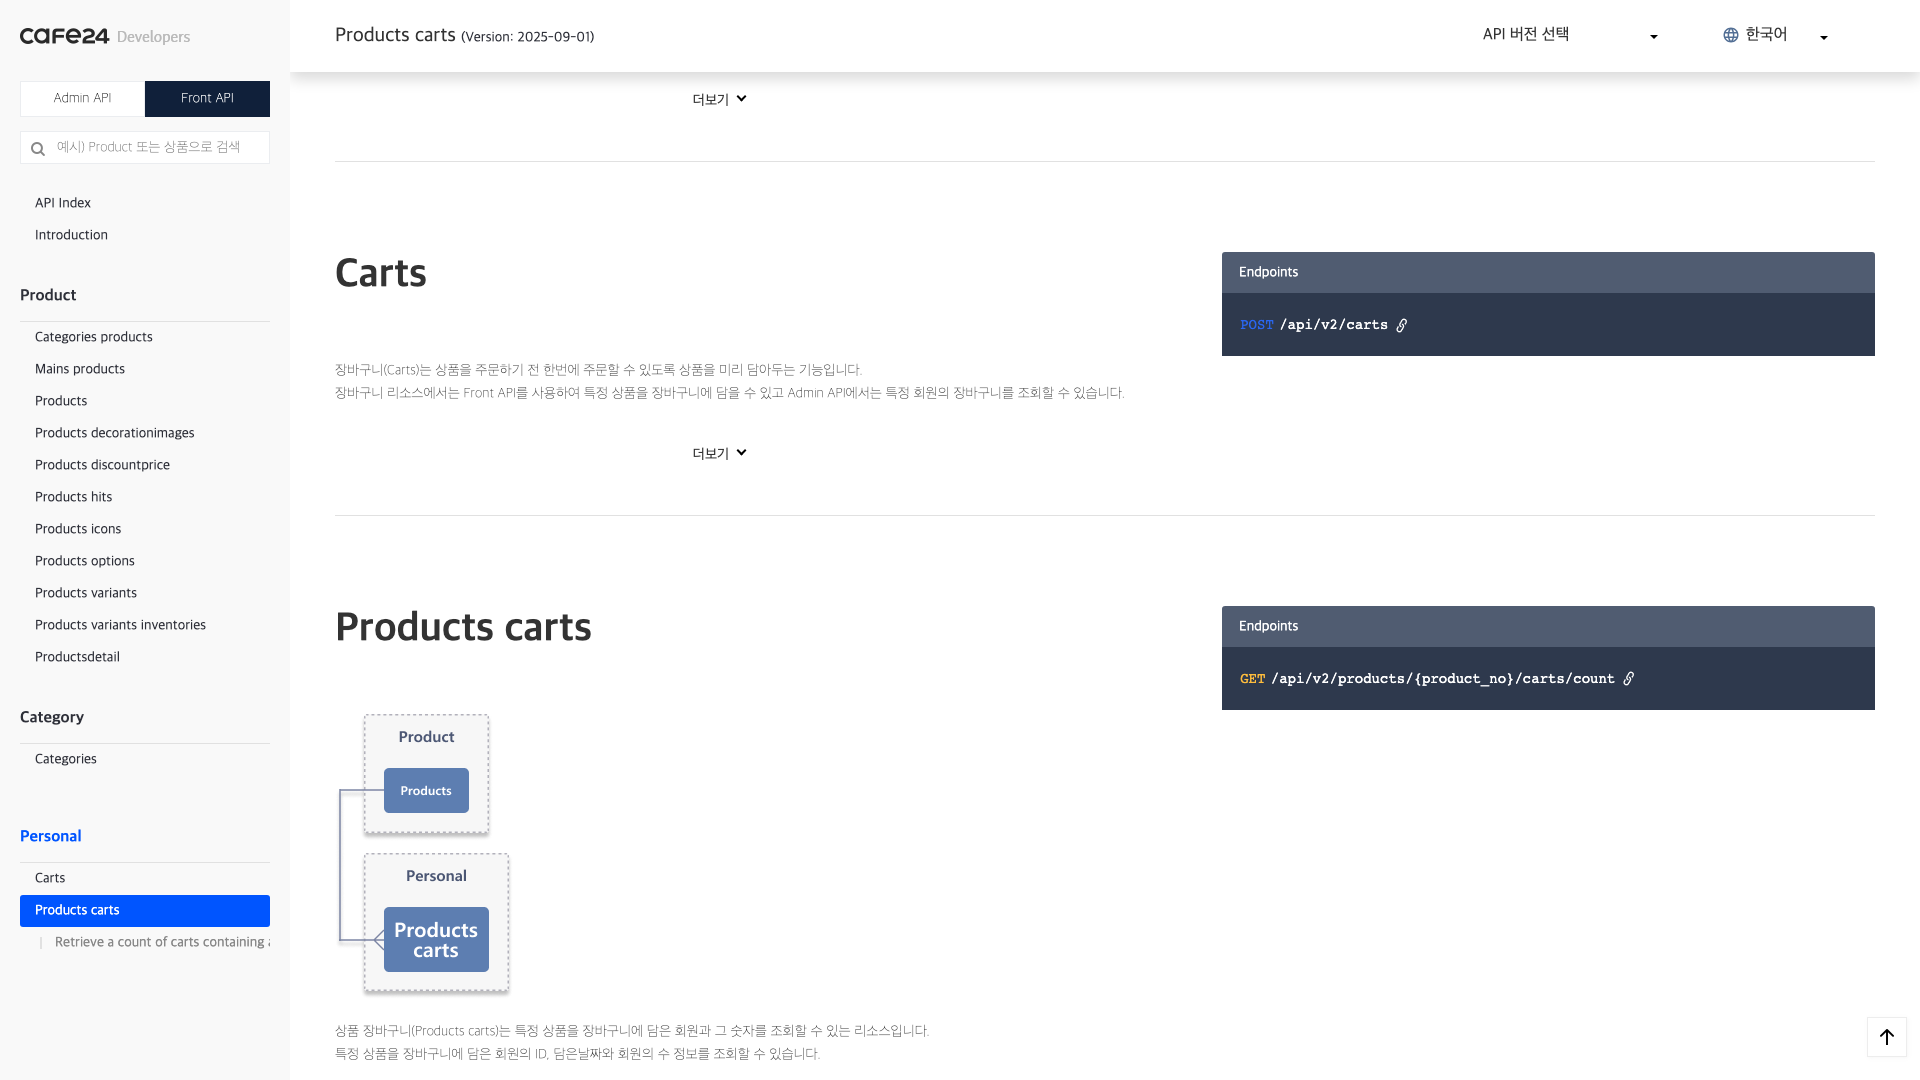 cafe24 Developers
Admin API
Front API
예시) Product 또는 상품으로 검색
API Index
Introduction
Product
Categories products
Mains products
Products
Products decorationimages
Products discountprice
Products hits
Products icons
Products options
Products variants
Products variants inventories
Productsdetail
Category
Categories
Personal
Carts
Products carts
Retrieve a count of carts containing
Products carts (Version: 2025-09-01)
API 버전 선택
한국어
더보기
Carts
장바구니(Carts)는 상품을 주문하기 전 한번에 주문할 수 있도록 상품을 미리 담아두는 기능입니다.
장바구니 리소스에서는 Front API를 사용하여 특정 상품을 장바구니에 담을 수 있고 Admin API에서는 특정 회원의 장바구니를 조회할 수 있습니다.
더보기
Endpoints
POST /api/v2/carts
Products carts
Product
Products
Personal
Products
carts
상품 장바구니(Products carts)는 특정 상품을 장바구니에 담은 회원과 그 숫자를 조회할 수 있는 리소스입니다.
특정 상품을 장바구니에 담은 회원의 ID, 담은날짜와 회원의 수 정보를 조회할 수 있습니다.
Endpoints
GET /api/v2/products/{product_no}/carts/count